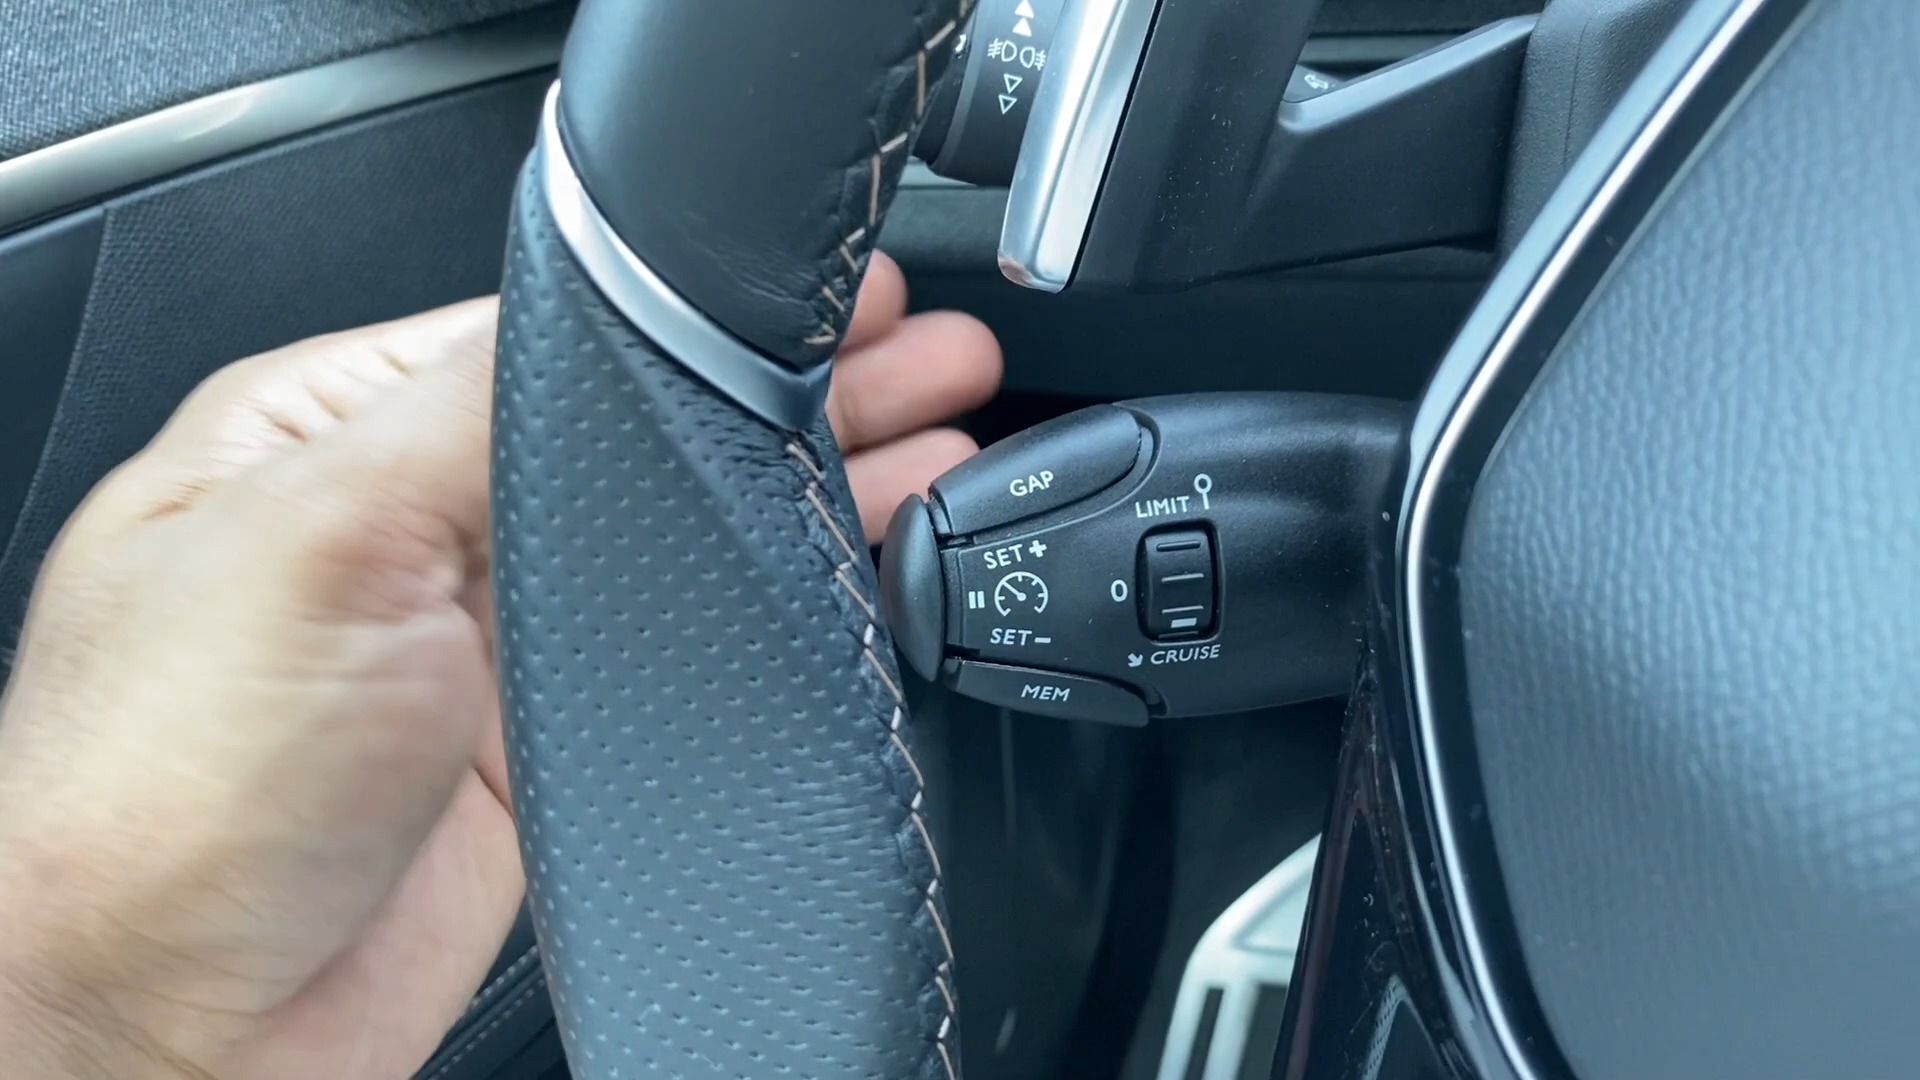 GAP
LIMIT
SET +
0
SET -
CRUISE
MEM